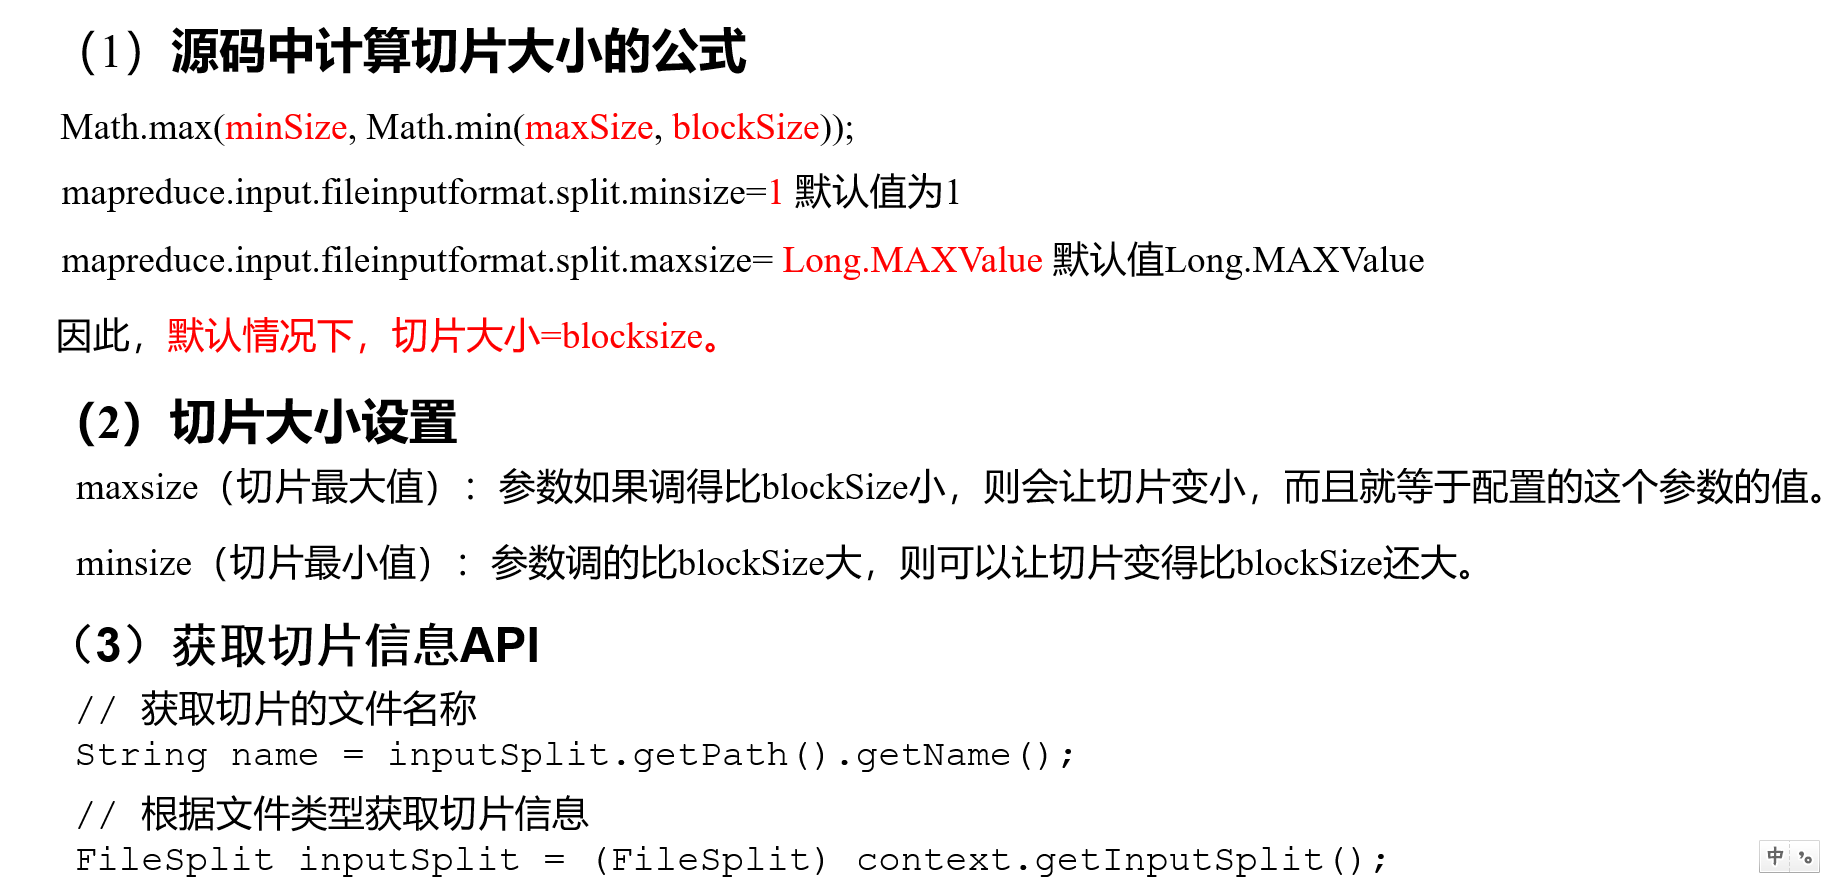 （1）源码中计算切片大小的公式
Math.max(minSize, Math.min(maxSize, blockSize));
mapreduce.input.fileinputformat.split.minsize=1 默认值为1
mapreduce.input.fileinputformat.split.maxsize= Long.MAXValue 默认值Long.MAXValue
因此，默认情况下，切片大小=blocksize。
（2）切片大小设置
maxsize（切片最大值）：参数如果调得比blockSize小，则会让切片变小，而且就等于配置的这个参数的值。
minsize（切片最小值）：参数调的比blockSize大，则可以让切片变得比blockSize还大。
（3）获取切片信息API
// 获取切片的文件名称
String name = inputSplit.getPath().getName();
// 根据文件类型获取切片信息
FileSplit inputSplit = (FileSplit) context.getInputSplit();
中 ，。